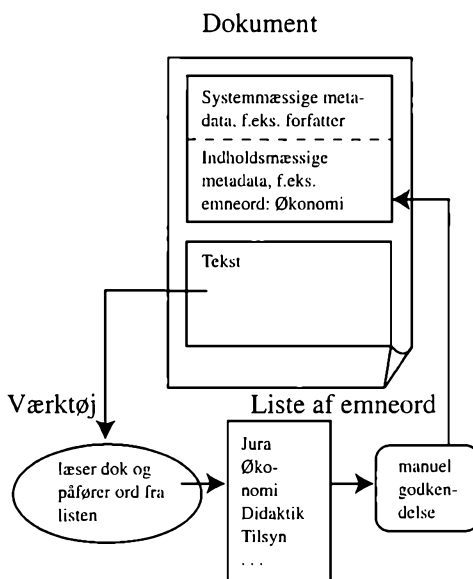 Dokument
Systemmæssige meta-
data, f.eks. forfatter
Indholdsmæssige
metadata, f.eks.
emneord: Økonomi
Tekst
Værktøj
læser dok og
påfører ord fra
listen
Liste af emneord
Jura
Øko-
nomi
Didaktik
Tilsyn
. . .
manuel
godken-
delse